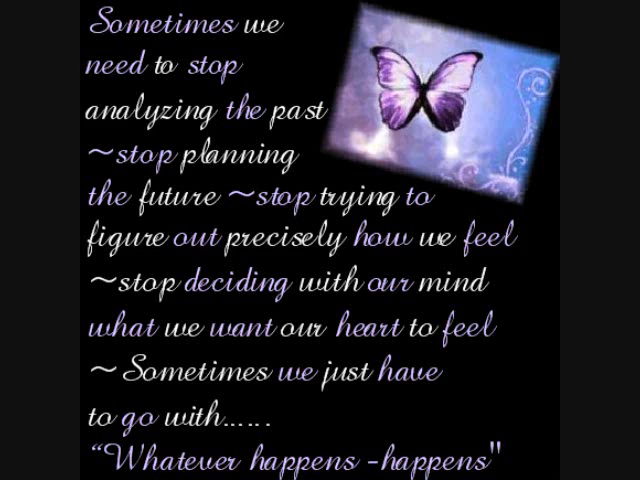 Sometimes we
need to stop
analyzing the past
~stop planning
the future ~stop trying to
figure out precisely how we feel
~stop deciding with our mind
what we want our heart to feel
~ Sometimes we just have
to go with......
“Whatever happens -happens"